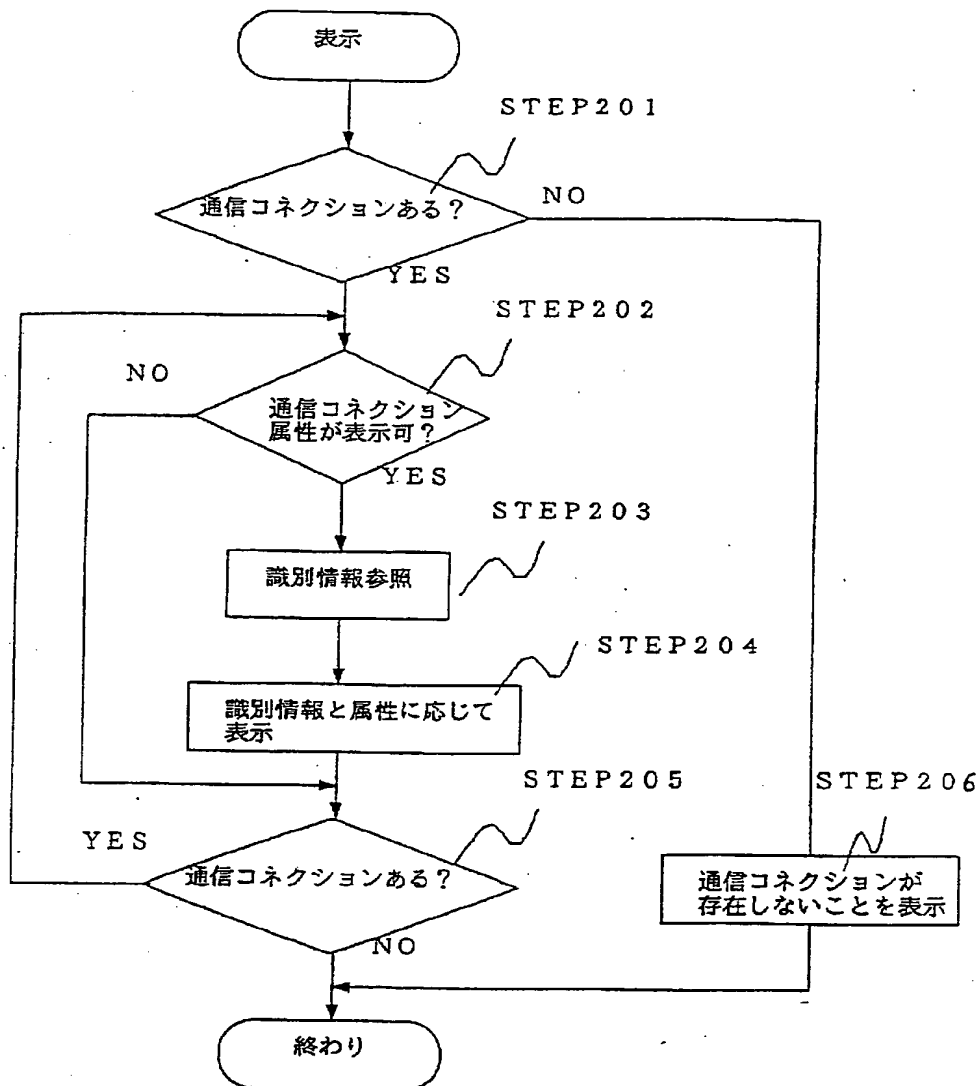 表示
STEP201
通信コネクションある？
NO
YES
STEP202
NO
通信コネクション
属性が表示可？
YES
STEP203
識別情報参照
STEP204
識別情報と属性に応じて
表示
STEP205
STEP206
YES
通信コネクションある？
通信コネクションが
存在しないことを表示
NO
終わり